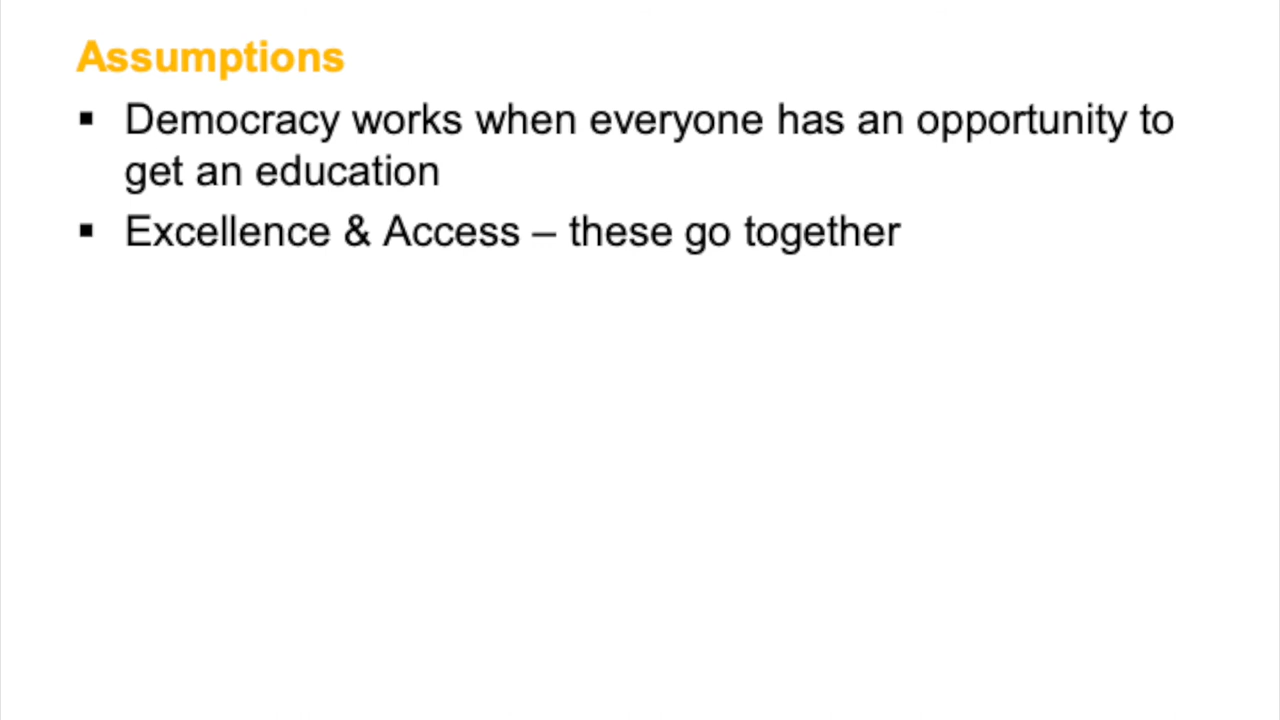 Assumptions
▪ Democracy works when everyone has an opportunity to
get an education
▪ Excellence & Access – these go together